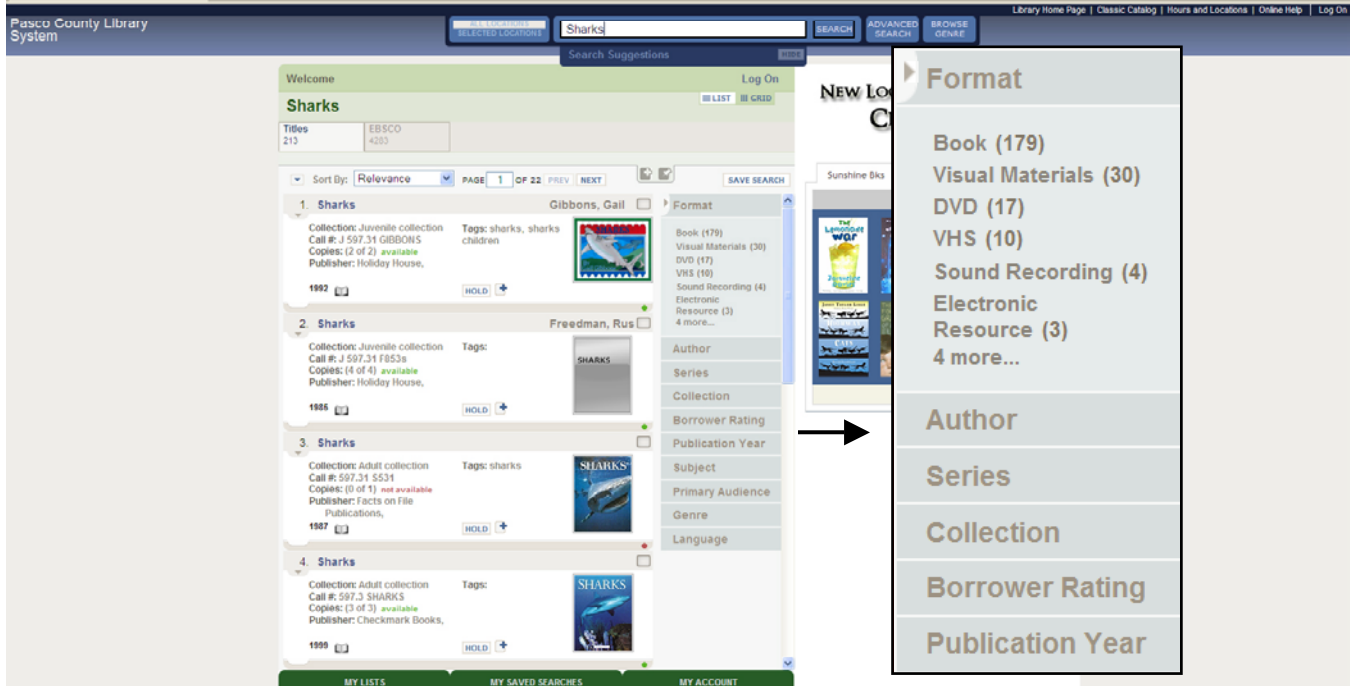 Library Home Page | Classic Catalog | Hours and Locations | Online Help | Log On
Pasco County Library
System
ALL LOCATIONS
SELECTED LOCATIONS
Sharks
SEARCH
ADVANCED
SEARCH
BROWSE
GENRE
Search Suggestions
HIDE
Welcome
Log On
Sharks
LIST GRID
Titles
213
EBSCO
4203
Sort By: Relevance
PAGE 1 OF 22 PREV NEXT
SAVE SEARCH
1. Sharks Gibbons, Gail
Collection: Juvenile collection
Call #: J 597.31 GIBBONS
Copies: (2 of 2) available
Publisher: Holiday House,
1992
Tags: sharks, sharks
children
HOLD
2. Sharks Freedman, Rus
Collection: Juvenile collection
Call #: J 597.31 F853s
Copies: (4 of 4) available
Publisher: Holiday House,
1985
Tags:
HOLD
SHARKS
3. Sharks
Collection: Adult collection
Call #: 597.31 S531
Copies: (0 of 1) not available
Publisher: Facts on File
Publications,
1987
Tags: sharks
HOLD
SHARKS
4. Sharks
Collection: Adult collection
Call #: 597.3 SHARKS
Copies: (3 of 3) available
Publisher: Checkmark Books,
1999
Tags:
HOLD
SHARKS
MY LISTS
MY SAVED SEARCHES
MY ACCOUNT
Format
Book (179)
Visual Materials (30)
DVD (17)
VHS (10)
Sound Recording (4)
Electronic
Resource (3)
4 more...
Author
Series
Collection
Borrower Rating
Publication Year
Subject
Primary Audience
Genre
Language
NEW LO
C
Sunshine Bks
The
Lemonade
War
Jacqueline
Davies
CATS
Format
Book (179)
Visual Materials (30)
DVD (17)
VHS (10)
Sound Recording (4)
Electronic
Resource (3)
4 more...
Author
Series
Collection
Borrower Rating
Publication Year